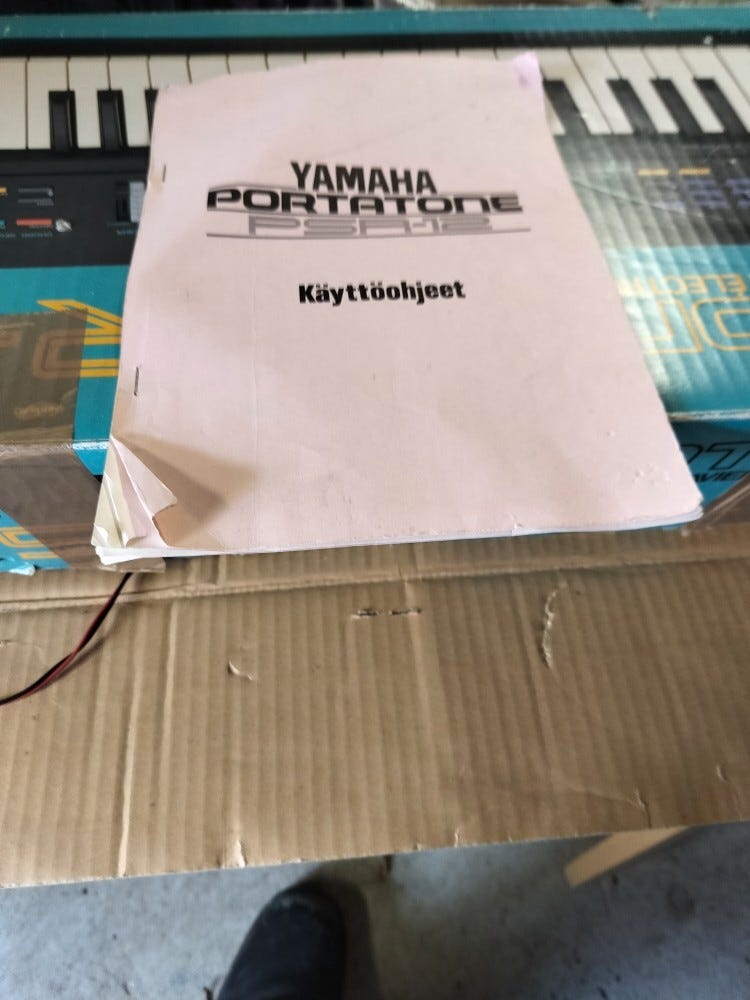 YAMAHA
PORTATONE
PSR-12
Käyttöohjeet